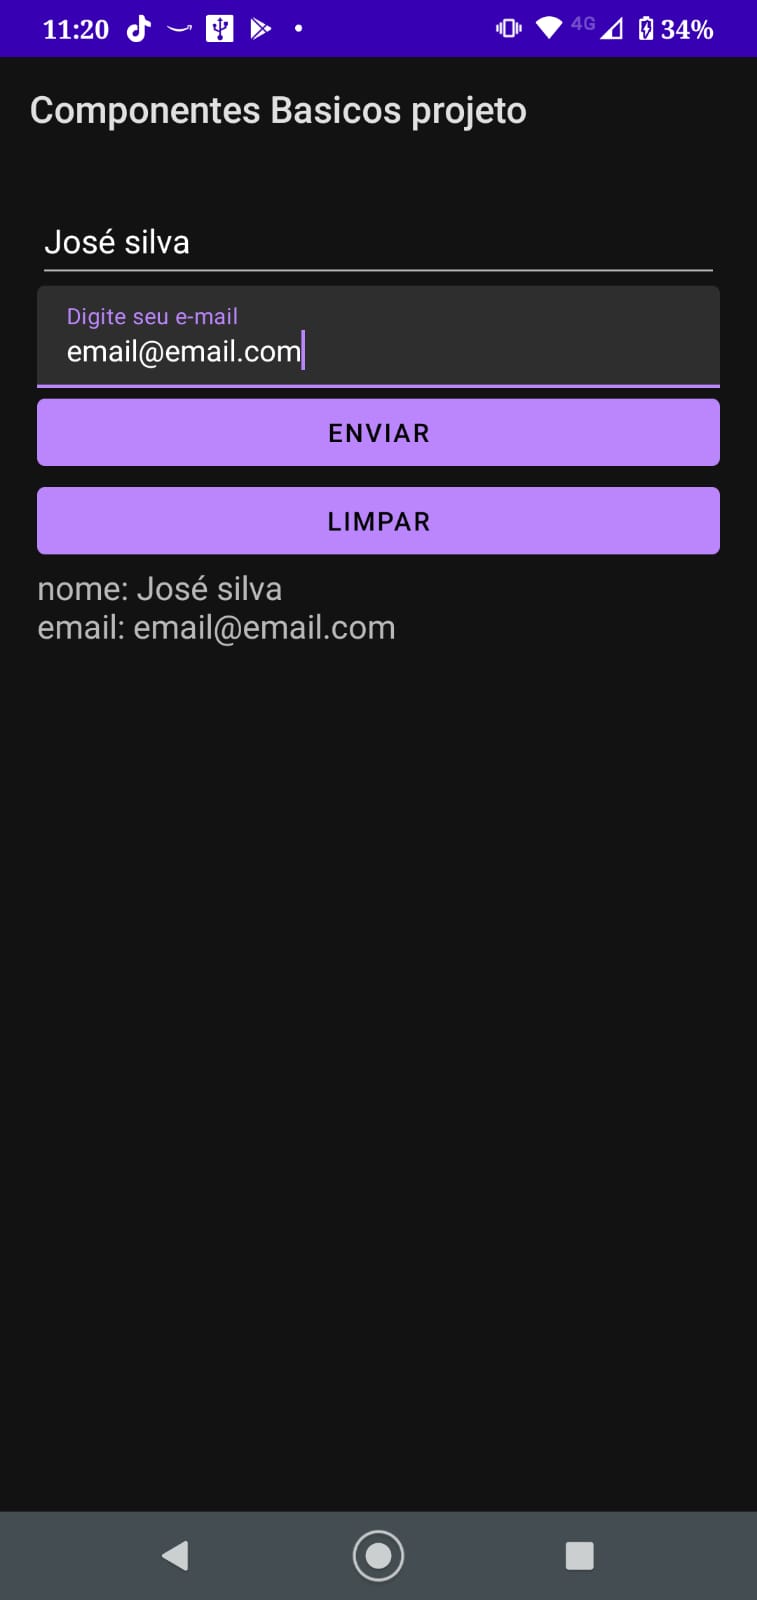 11:20 4G 34%
Componentes Basicos projeto
José silva
Digite seu e-mail
email@email.com
ENVIAR
LIMPAR
nome: José silva
email: email@email.com